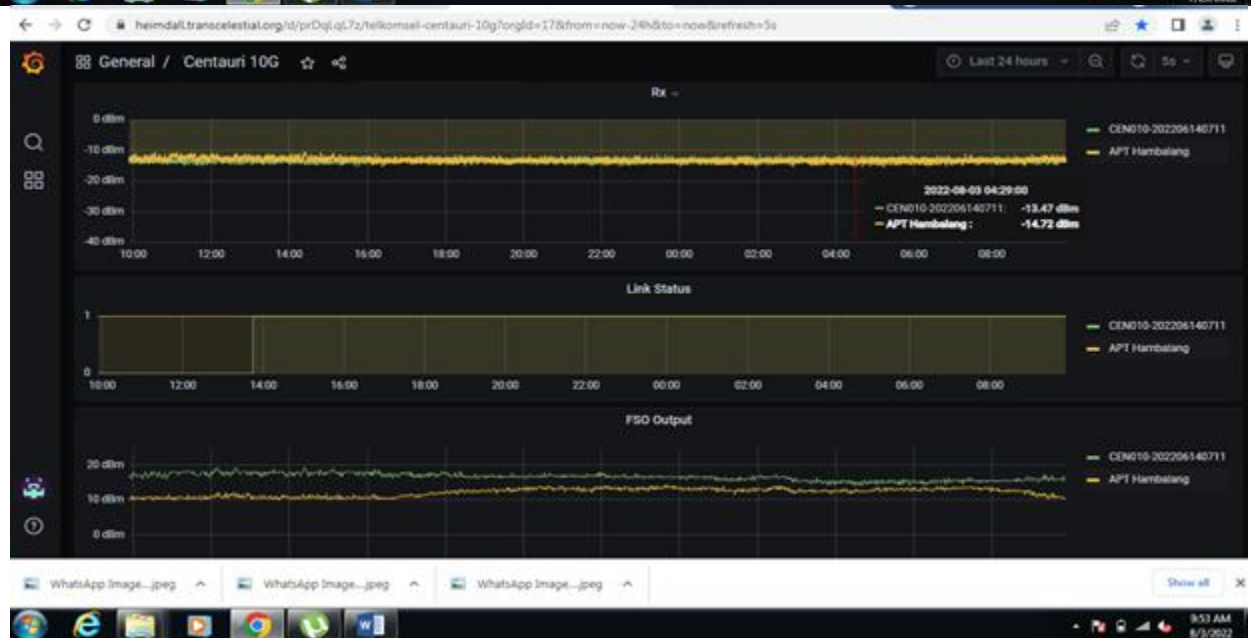 heimdall.transcelestial.org/d/prDqLqL7z/telkomsel-centauri-10g?orgId=17&from=now-24h&to=now&refresh=5s
General / Centauri 10G
Last 24 hours
5s
Rx
0 dBm
-10 dBm
-20 dBm
-30 dBm
-40 dBm
10:00 12:00 14:00 16:00 18:00 20:00 22:00 00:00 02:00 04:00 06:00 08:00
CEN010-202206140711
APT Hambalang
2022-08-03 04:29:00
CEN010-202206140711: -13.47 dBm
APT Hambalang : -14.72 dBm
Link Status
1
0
10:00 12:00 14:00 16:00 18:00 20:00 22:00 00:00 02:00 04:00 06:00 08:00
CEN010-202206140711
APT Hambalang
FSO Output
20 dBm
10 dBm
0 dBm
CEN010-202206140711
APT Hambalang
WhatsApp Image....jpeg
WhatsApp Image....jpeg
WhatsApp Image....jpeg
Show all
9:53 AM
8/3/2022